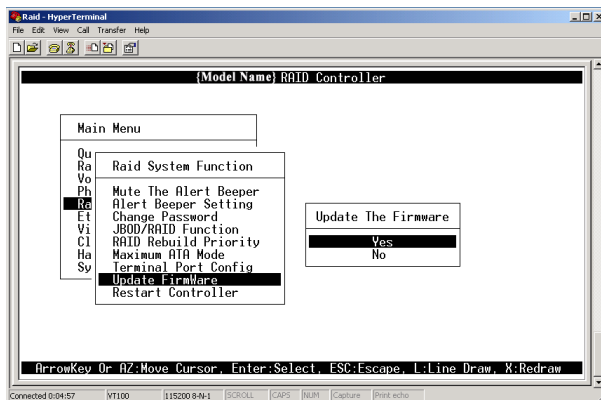 Raid - HyperTerminal
File Edit View Call Transfer Help
{Model Name} RAID Controller
Main Menu
Qu
Ra
Vo
Ph
Ra
Et
Vi
Cl
Ha
Sy
Raid System Function
Mute The Alert Beeper
Alert Beeper Setting
Change Password
JBOD/RAID Function
RAID Rebuild Priority
Maximum ATA Mode
Terminal Port Config
Update FirmWare
Restart Controller
Update The Firmware
Yes
No
ArrowKey Or AZ:Move Cursor, Enter:Select, ESC:Escape, L:Line Draw, X:Redraw
Connected 0:04:57 VT100 115200 8-N-1 SCROLL CAPS NUM Capture Print echo